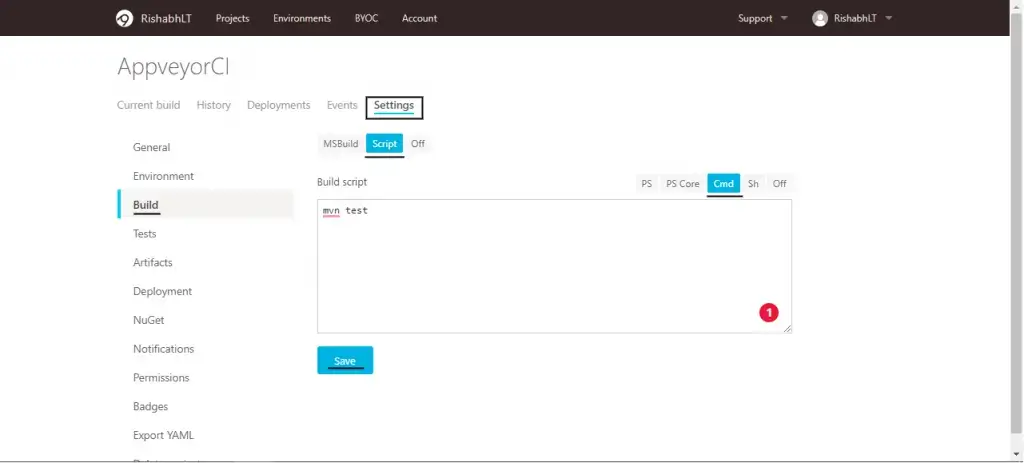 RishabhLT Projects Environments BYOC Account Support RishabhLT
AppveyorCI
Current build History Deployments Events Settings
General
Environment
Build
Tests
Artifacts
Deployment
NuGet
Notifications
Permissions
Badges
Export YAML
MSBuild Script Off
Build script PS PS Core Cmd Sh Off
mvn test
1
Save